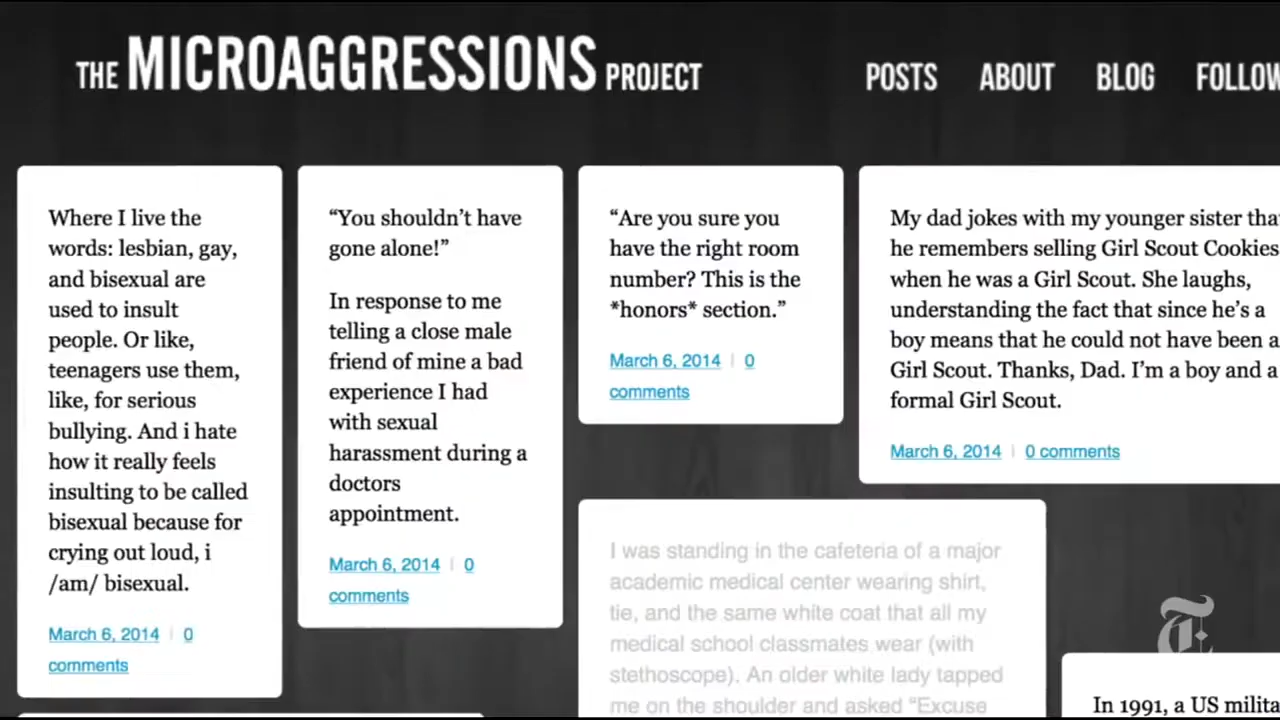 THE MICROAGGRESSIONS PROJECT
POSTS ABOUT BLOG FOLLOW
Where I live the
words: lesbian, gay,
and bisexual are
used to insult
people. Or like,
teenagers use them,
like, for serious
bullying. And i hate
how it really feels
insulting to be called
bisexual because for
crying out loud, i
/am/ bisexual.
March 6, 2014 | 0
comments
“You shouldn’t have
gone alone!”
In response to me
telling a close male
friend of mine a bad
experience I had
with sexual
harassment during a
doctors
appointment.
March 6, 2014 | 0
comments
“Are you sure you
have the right room
number? This is the
*honors* section.”
March 6, 2014 | 0
comments
My dad jokes with my younger sister that
he remembers selling Girl Scout Cookies
when he was a Girl Scout. She laughs,
understanding the fact that since he’s a
boy means that he could not have been a
Girl Scout. Thanks, Dad. I’m a boy and a
formal Girl Scout.
March 6, 2014 | 0 comments
I was standing in the cafeteria of a major
academic medical center wearing shirt,
tie, and the same white coat that all my
medical school classmates wear (with
stethoscope). An older white lady tapped
me on the shoulder and asked “Excuse
In 1991, a US milita
T